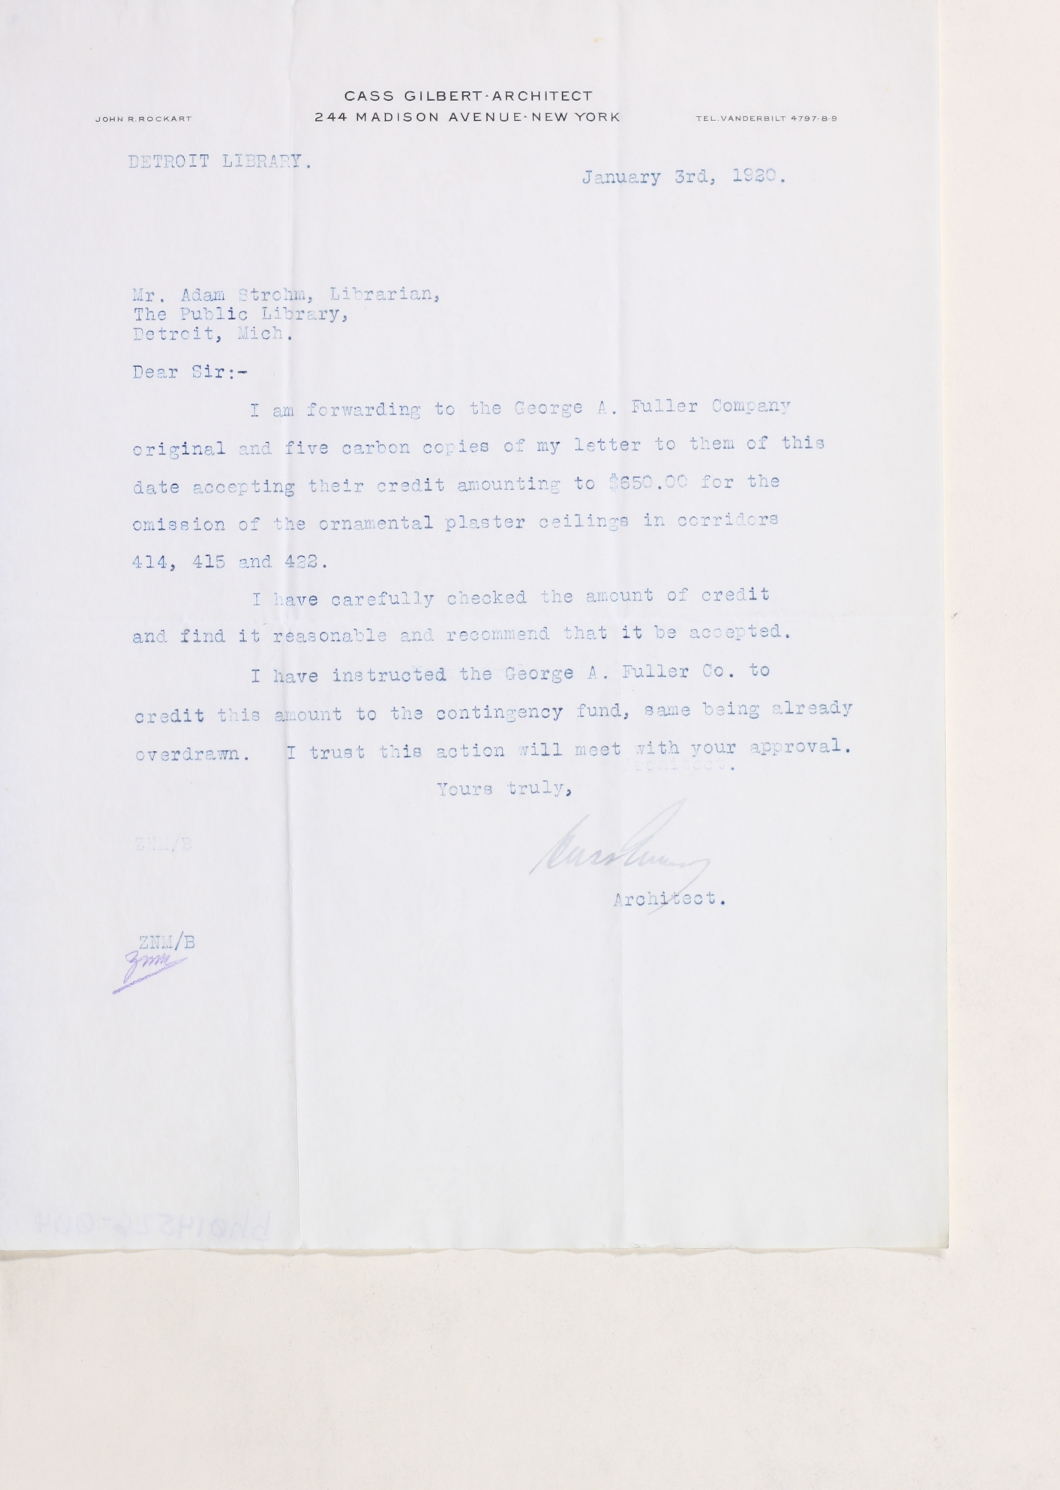 CASS GILBERT-ARCHITECT
JOHN R. ROCKART 244 MADISON AVENUE-NEW YORK TEL. VANDERBILT 4797-8-9
DETROIT LIBRARY.
January 3rd, 1920.
Mr. Adam Strohm, Librarian,
The Public Library,
Detroit, Mich.
Dear Sir:-
I am forwarding to the George A. Fuller Company
original and five carbon copies of my letter to them of this
date accepting their credit amounting to $650.00 for the
omission of the ornamental plaster ceilings in corridors
414, 415 and 422.
I have carefully checked the amount of credit
and find it reasonable and recommend that it be accepted.
I have instructed the George A. Fuller Co. to
credit this amount to the contingency fund, same being already
overdrawn. I trust this action will meet with your approval.
Architect.
Yours truly,
ZNM/B
Cass Gilbert
Architect.
ZNM/B
ZNM